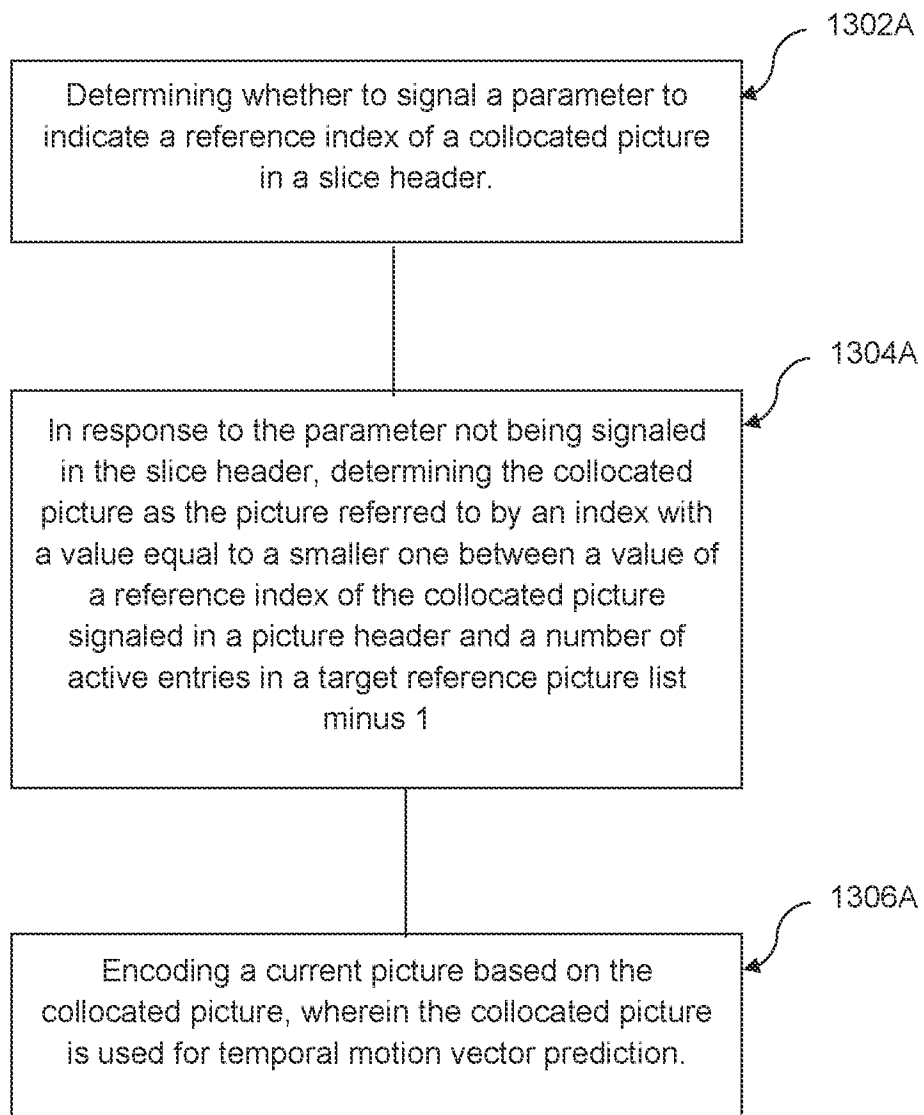 1302A
Determining whether to signal a parameter to
indicate a reference index of a collocated picture
in a slice header.
1304A
In response to the parameter not being signaled
in the slice header, determining the collocated
picture as the picture referred to by an index with
a value equal to a smaller one between a value of
a reference index of the collocated picture
signaled in a picture header and a number of
active entries in a target reference picture list
minus 1
1306A
Encoding a current picture based on the
collocated picture, wherein the collocated picture
is used for temporal motion vector prediction.